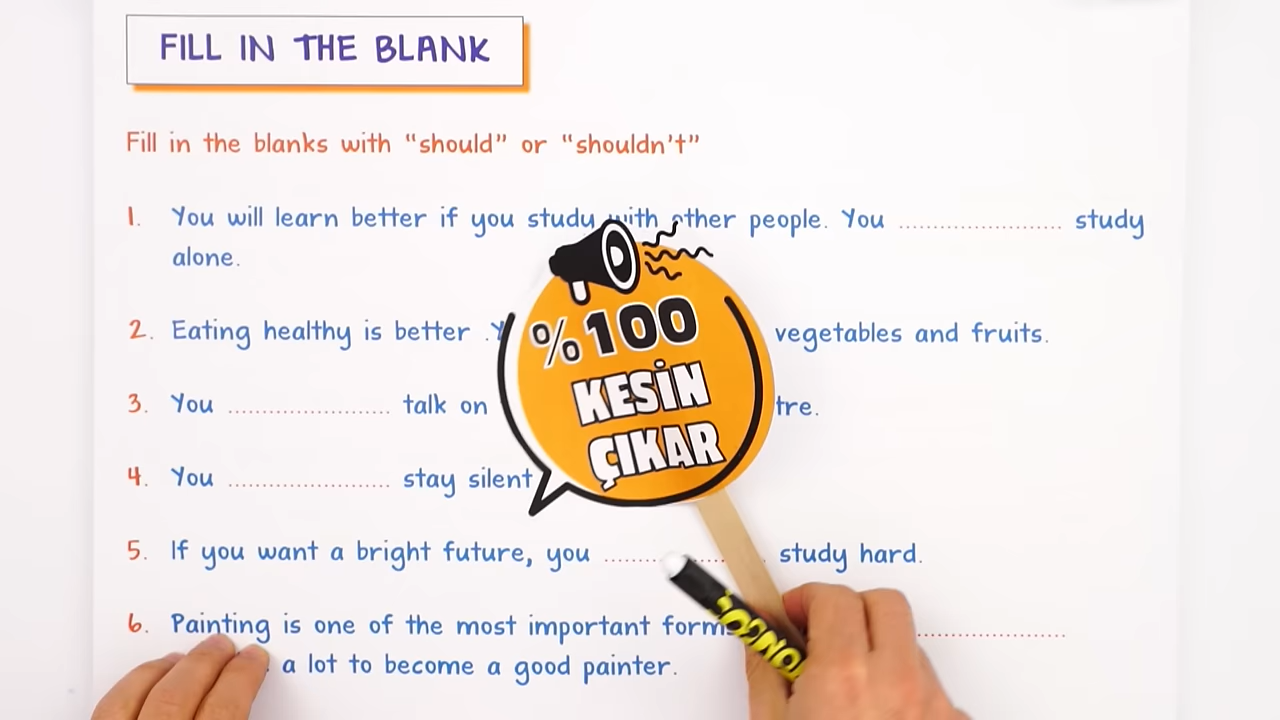 FILL IN THE BLANK
Fill in the blanks with “should” or “shouldn't”
1. You will learn better if you study with other people. You ........................ study
alone.
2. Eating healthy is better . vegetables and fruits.
3. You ........................ talk on
4. You ........................ stay silent
5. If you want a bright future, you ........................ study hard.
6. Painting is one of the most important ........................
a lot to become a good painter.
%100
KESİN
ÇIKAR